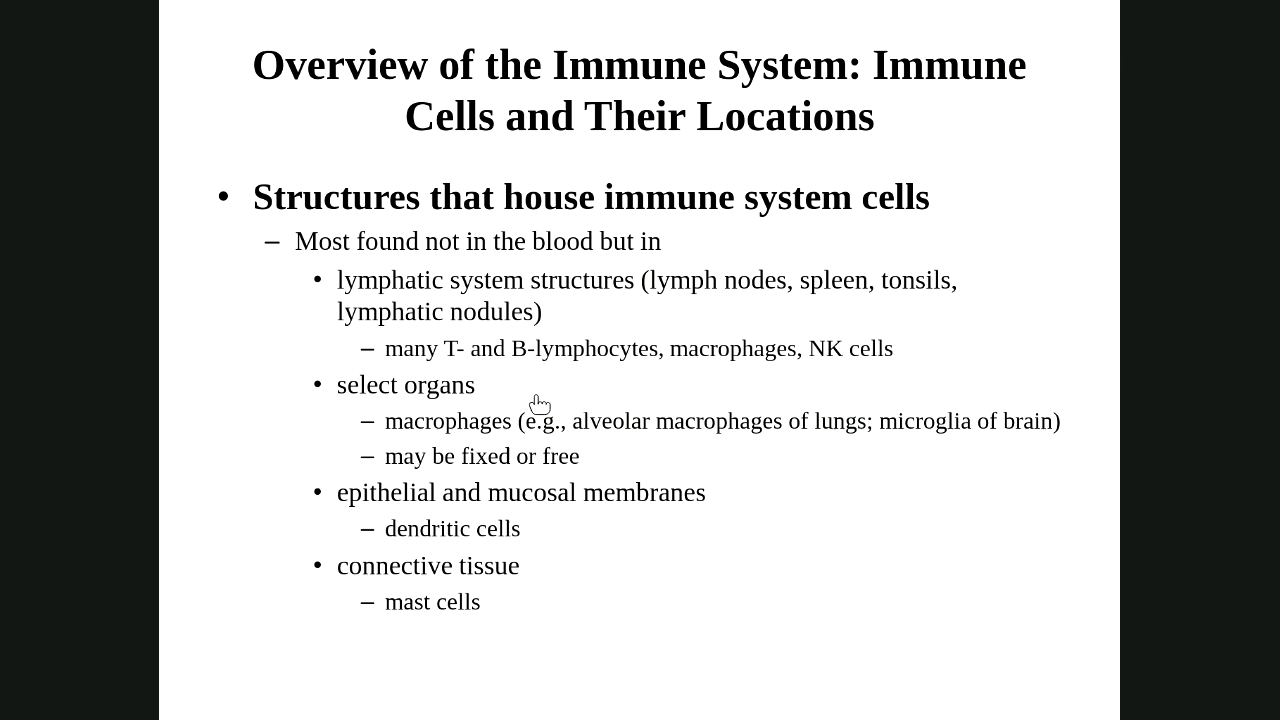 Overview of the Immune System: Immune
Cells and Their Locations
• Structures that house immune system cells
– Most found not in the blood but in
• lymphatic system structures (lymph nodes, spleen, tonsils,
lymphatic nodules)
– many T- and B-lymphocytes, macrophages, NK cells
• select organs
– macrophages (e.g., alveolar macrophages of lungs; microglia of brain)
– may be fixed or free
• epithelial and mucosal membranes
– dendritic cells
• connective tissue
– mast cells